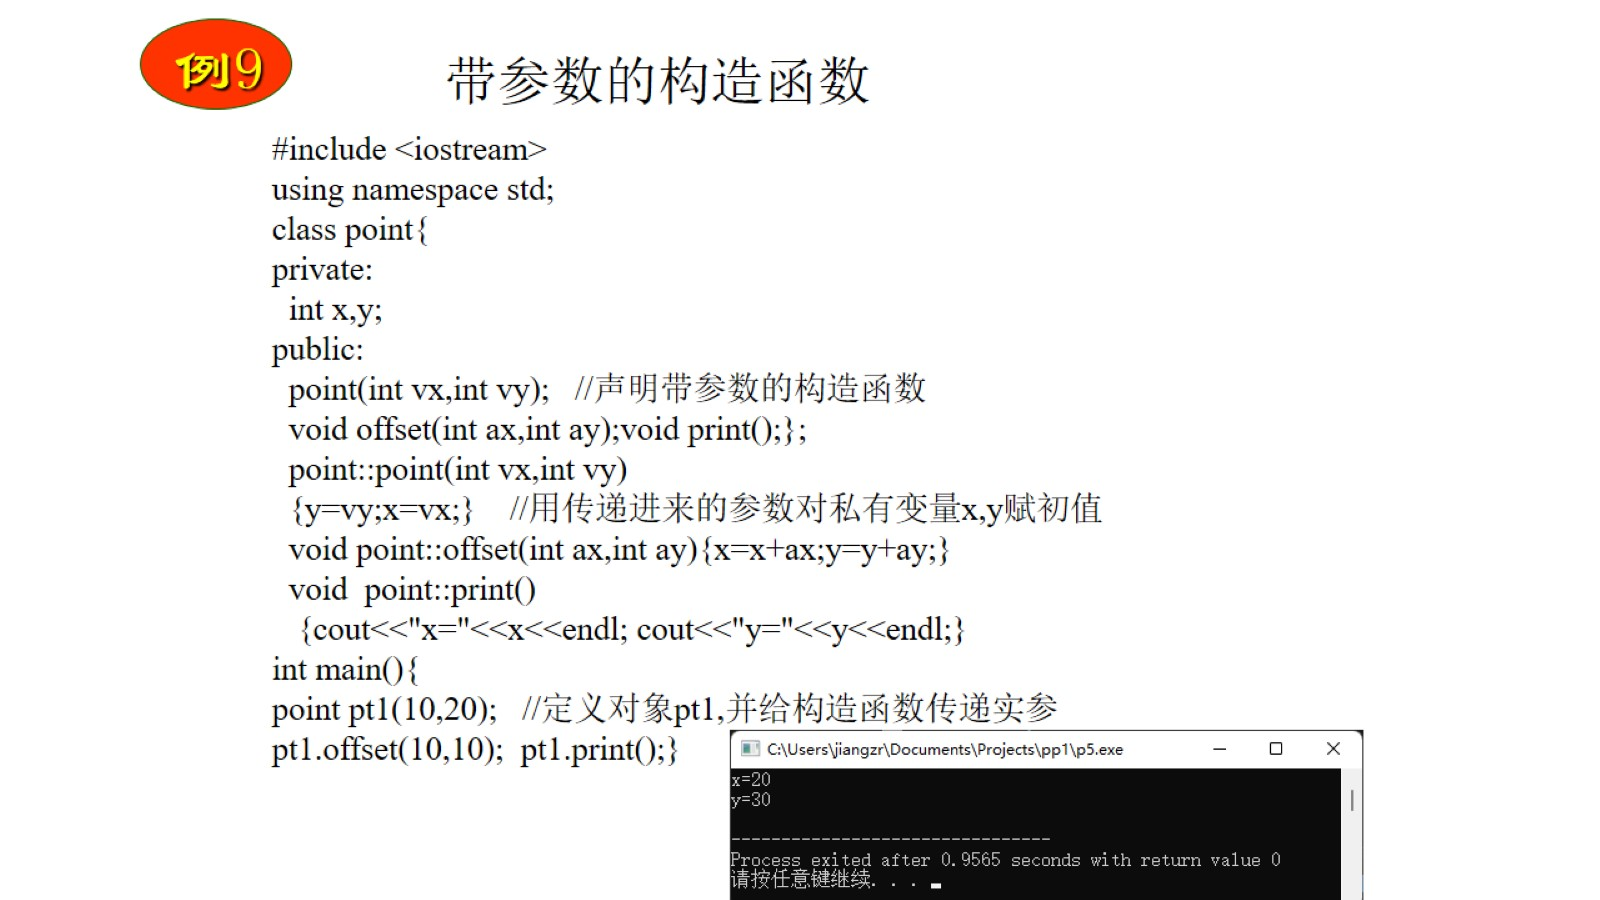 例9
带参数的构造函数
#include <iostream>
using namespace std;
class point{
private:
int x,y;
public:
point(int vx,int vy); //声明带参数的构造函数
void offset(int ax,int ay);void print();};
point::point(int vx,int vy)
{y=vy;x=vx;} //用传递进来的参数对私有变量x,y赋初值
void point::offset(int ax,int ay){x=x+ax;y=y+ay;}
void point::print()
{cout<<"x="<<x<<endl; cout<<"y="<<y<<endl;}
int main(){
point pt1(10,20); //定义对象pt1,并给构造函数传递实参
pt1.offset(10,10); pt1.print();}
C:\Users\jiangzr\Documents\Projects\pp1\p5.exe
x=20
y=30
--------------------------------
Process exited after 0.9565 seconds with return value 0
请按任意键继续. . .